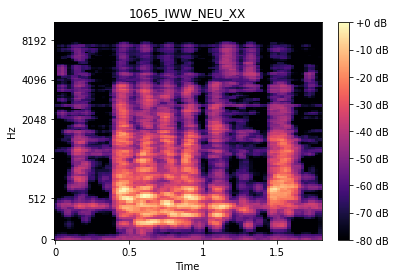 1065_IWW_NEU_XX
+0 dB
8192
-10 dB
4096
-20 dB
-30 dB
2048
Hz
-40 dB
1024
-50 dB
512
-60 dB
-70 dB
0
-80 dB
0
0.5
1
1.5
Time